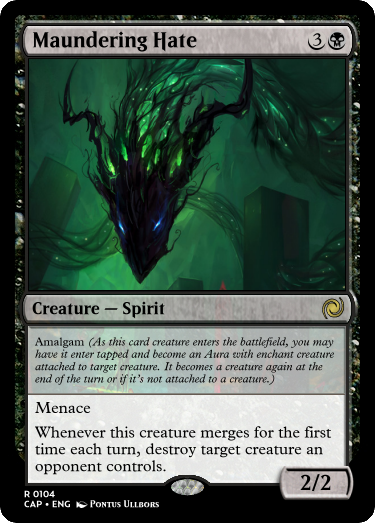 Maundering Hate 3
Creature — Spirit
Amalgam (As this card creature enters the battlefield, you may
have it enter tapped and become an Aura with enchant creature
attached to target creature. It becomes a creature again at the
end of the turn or if it's not attached to a creature.)
Menace
Whenever this creature merges for the first
time each turn, destroy target creature an
opponent controls.
2/2
R 0104
CAP • ENG Pontus Ullbors